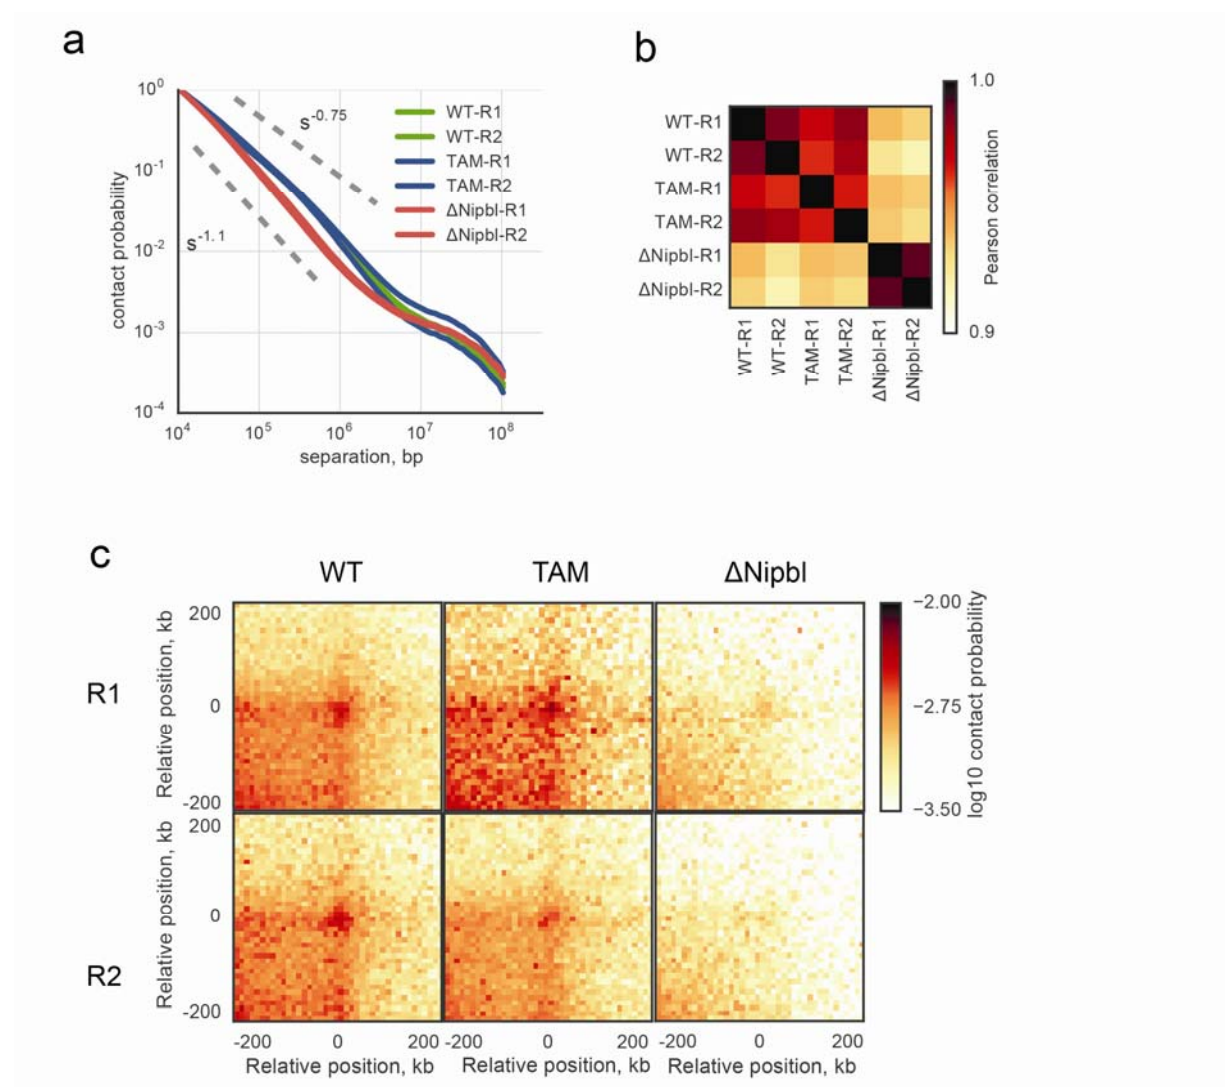 a
contact probability
10^0
10^-1
10^-2
10^-3
10^-4
10^4 10^5 10^6 10^7 10^8
separation, bp
s^-0.75
s^-1.1
WT-R1
WT-R2
TAM-R1
TAM-R2
ΔNipbl-R1
ΔNipbl-R2
b
WT-R1
WT-R2
TAM-R1
TAM-R2
ΔNipbl-R1
ΔNipbl-R2
WT-R1
WT-R2
TAM-R1
TAM-R2
ΔNipbl-R1
ΔNipbl-R2
1.0
0.9
Pearson correlation
c
WT TAM ΔNipbl
R1
Relative position, kb
200
0
-200
−2.00
−2.75
−3.50
log10 contact probability
R2
Relative position, kb
200
0
-200
-200 0 200 -200 0 200 -200 0 200
Relative position, kb Relative position, kb Relative position, kb